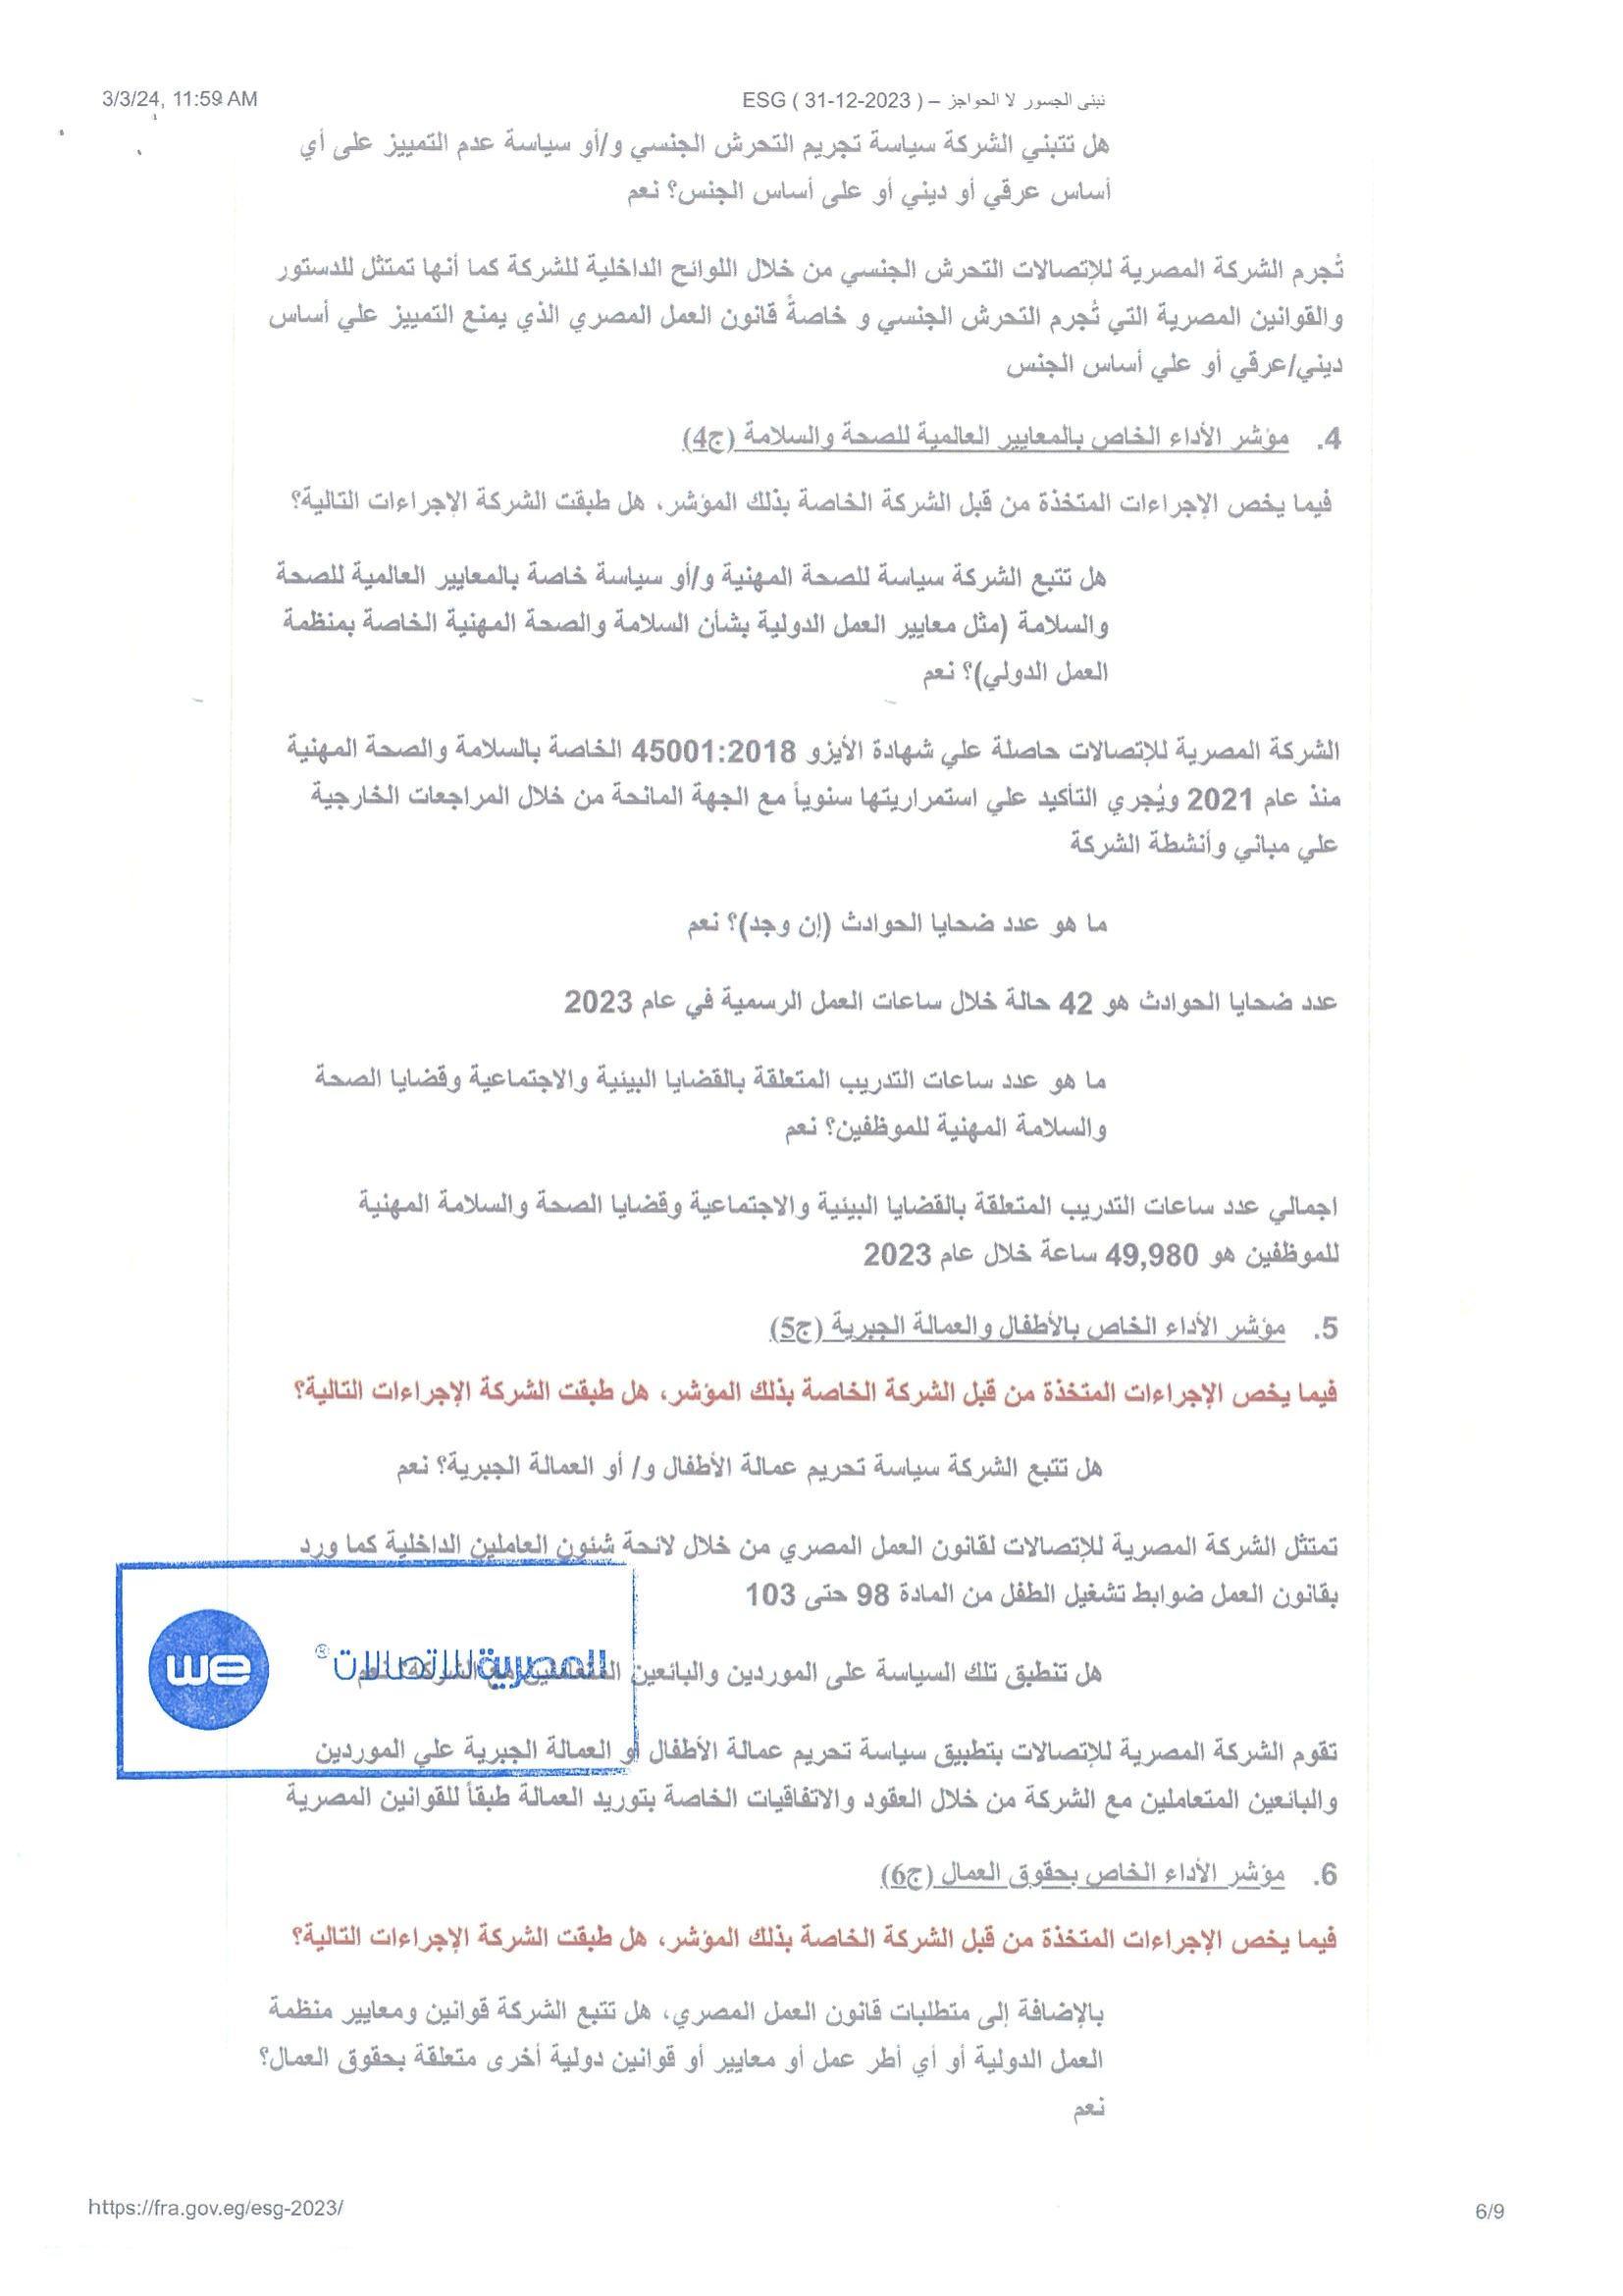 3/3/24, 11:59 AM
نبنى الجسور لا الحواجز – ESG ( 31-12-2023 )
هل تتبني الشركة سياسة تجريم التحرش الجنسي و/أو سياسة عدم التمييز على أي
أساس عرقي أو ديني أو على أساس الجنس؟ نعم
تُجرم الشركة المصرية للإتصالات التحرش الجنسي من خلال اللوائح الداخلية للشركة كما أنها تمتثل للدستور
والقوانين المصرية التي تُجرم التحرش الجنسي و خاصةً قانون العمل المصري الذي يمنع التمييز علي أساس
ديني/عرقي أو علي أساس الجنس
4. مؤشر الأداء الخاص بالمعايير العالمية للصحة والسلامة (ج4)
فيما يخص الإجراءات المتخذة من قبل الشركة الخاصة بذلك المؤشر، هل طبقت الشركة الإجراءات التالية؟
هل تتبع الشركة سياسة للصحة المهنية و/أو سياسة خاصة بالمعايير العالمية للصحة
والسلامة (مثل معايير العمل الدولية بشأن السلامة والصحة المهنية الخاصة بمنظمة
العمل الدولي)؟ نعم
الشركة المصرية للإتصالات حاصلة علي شهادة الأيزو 45001:2018 الخاصة بالسلامة والصحة المهنية
منذ عام 2021 ويُجري التأكيد علي استمراريتها سنوياً مع الجهة المانحة من خلال المراجعات الخارجية
علي مباني وأنشطة الشركة
ما هو عدد ضحايا الحوادث (إن وجد)؟ نعم
عدد ضحايا الحوادث هو 42 حالة خلال ساعات العمل الرسمية في عام 2023
ما هو عدد ساعات التدريب المتعلقة بالقضايا البيئية والاجتماعية وقضايا الصحة
والسلامة المهنية للموظفين؟ نعم
اجمالي عدد ساعات التدريب المتعلقة بالقضايا البيئية والاجتماعية وقضايا الصحة والسلامة المهنية
للموظفين هو 49,980 ساعة خلال عام 2023
5. مؤشر الأداء الخاص بالأطفال والعمالة الجبرية (ج5)
فيما يخص الإجراءات المتخذة من قبل الشركة الخاصة بذلك المؤشر، هل طبقت الشركة الإجراءات التالية؟
هل تتبع الشركة سياسة تحريم عمالة الأطفال و/ أو العمالة الجبرية؟ نعم
تمتثل الشركة المصرية للإتصالات لقانون العمل المصري من خلال لائحة شئون العاملين الداخلية كما ورد
بقانون العمل ضوابط تشغيل الطفل من المادة 98 حتى 103
هل تنطبق تلك السياسة على الموردين والبائعين المتعاملين مع الشركة؟ نعم
المصرية للاتصالات®
we
تقوم الشركة المصرية للإتصالات بتطبيق سياسة تحريم عمالة الأطفال أو العمالة الجبرية علي الموردين
والبائعين المتعاملين مع الشركة من خلال العقود والاتفاقيات الخاصة بتوريد العمالة طبقاً للقوانين المصرية
6. مؤشر الأداء الخاص بحقوق العمال (ج6)
فيما يخص الإجراءات المتخذة من قبل الشركة الخاصة بذلك المؤشر، هل طبقت الشركة الإجراءات التالية؟
بالإضافة إلى متطلبات قانون العمل المصري، هل تتبع الشركة قوانين ومعايير منظمة
العمل الدولية أو أي أطر عمل أو معايير أو قوانين دولية أخرى متعلقة بحقوق العمال؟
نعم
https://fra.gov.eg/esg-2023/
6/9